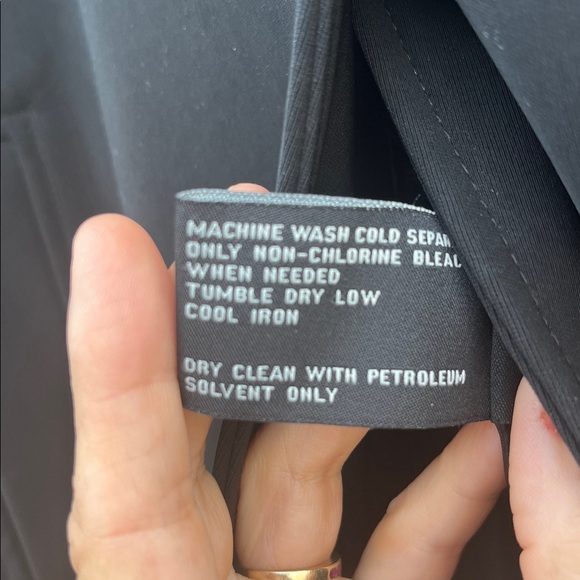 MACHINE WASH COLD
ONLY NON-CHLORINE
WHEN NEEDED
TUMBLE DRY LOW
COOL IRON
DRY CLEAN WITH PETROLEUM
SOLVENT ONLY